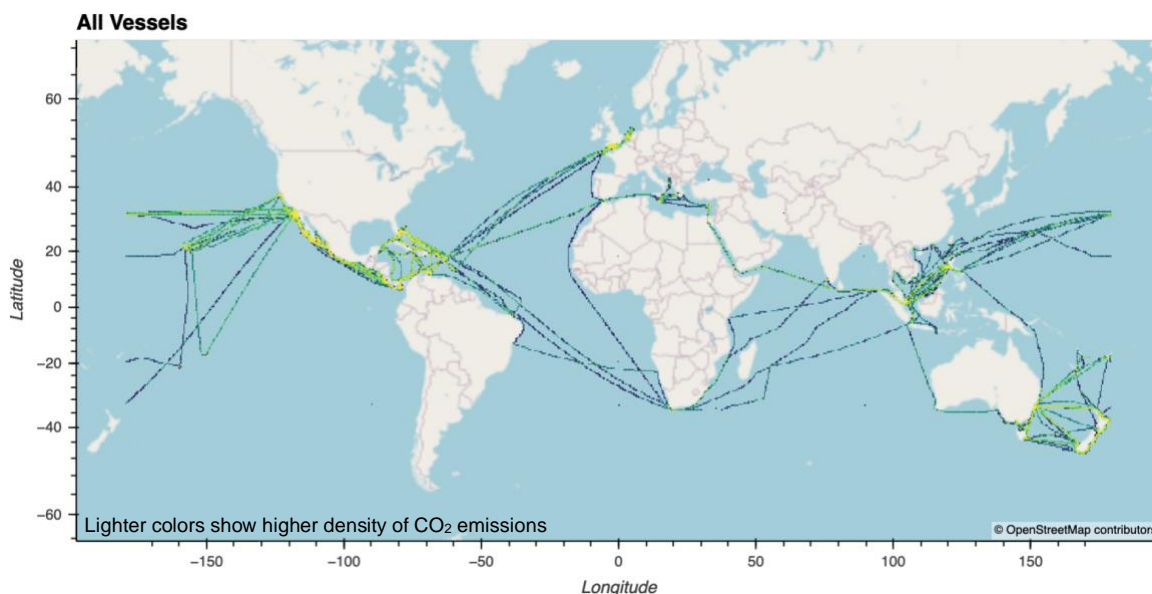 All Vessels
60
40
20
0
−20
−40
−60
Latitude
Lighter colors show higher density of CO₂ emissions
© OpenStreetMap contributors
−150
−100
−50
0
50
100
150
Longitude